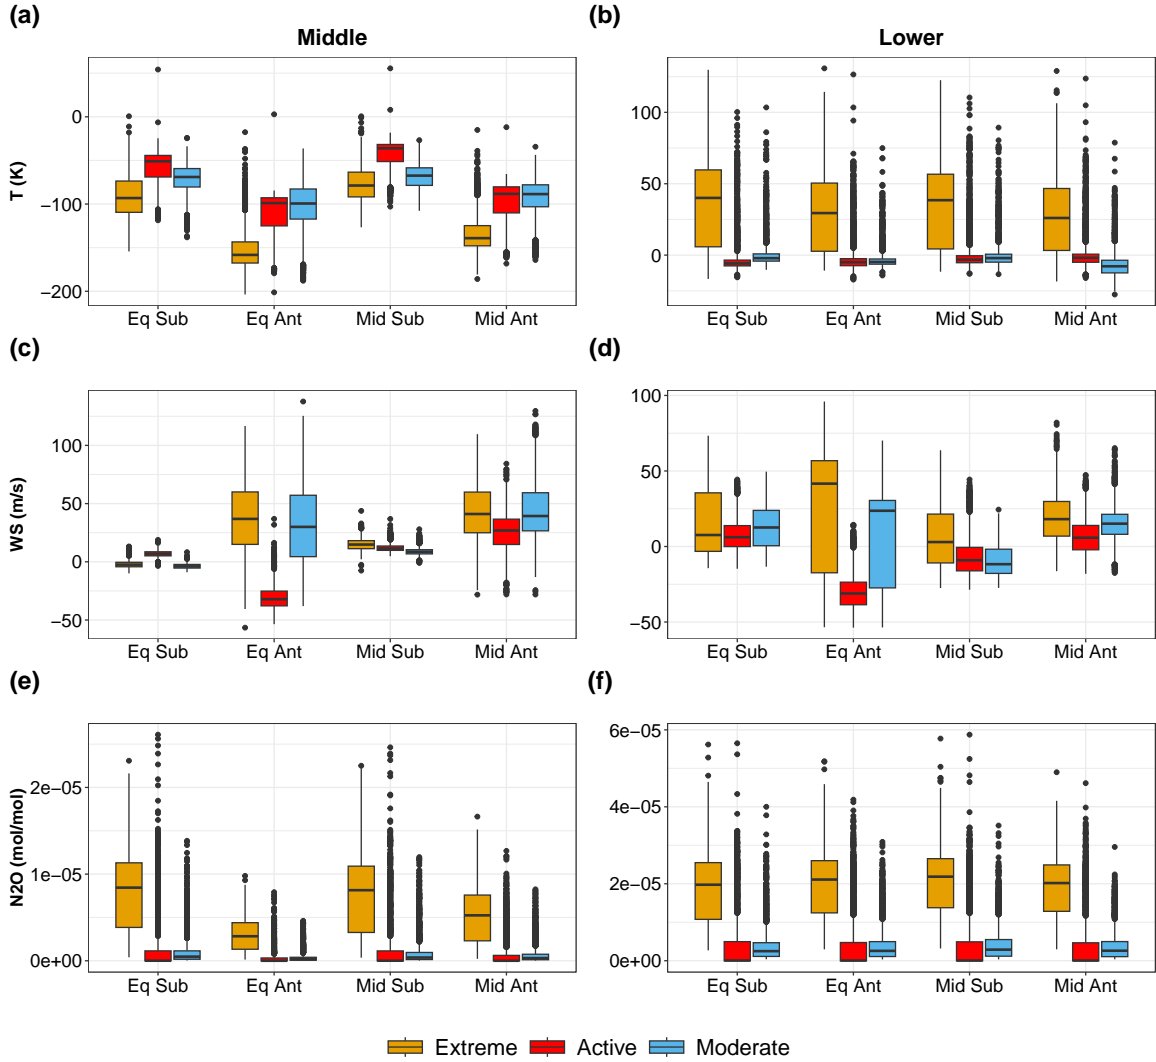 (a)
(b)
Middle
Lower
T (K)
0
−100
−200
100
50
0
Eq Sub
Eq Ant
Mid Sub
Mid Ant
Eq Sub
Eq Ant
Mid Sub
Mid Ant
(c)
(d)
WS (m/s)
100
50
0
−50
100
50
0
−50
Eq Sub
Eq Ant
Mid Sub
Mid Ant
Eq Sub
Eq Ant
Mid Sub
Mid Ant
(e)
(f)
N2O (mol/mol)
2e−05
1e−05
0e+00
6e−05
4e−05
2e−05
0e+00
Eq Sub
Eq Ant
Mid Sub
Mid Ant
Eq Sub
Eq Ant
Mid Sub
Mid Ant
Extreme
Active
Moderate